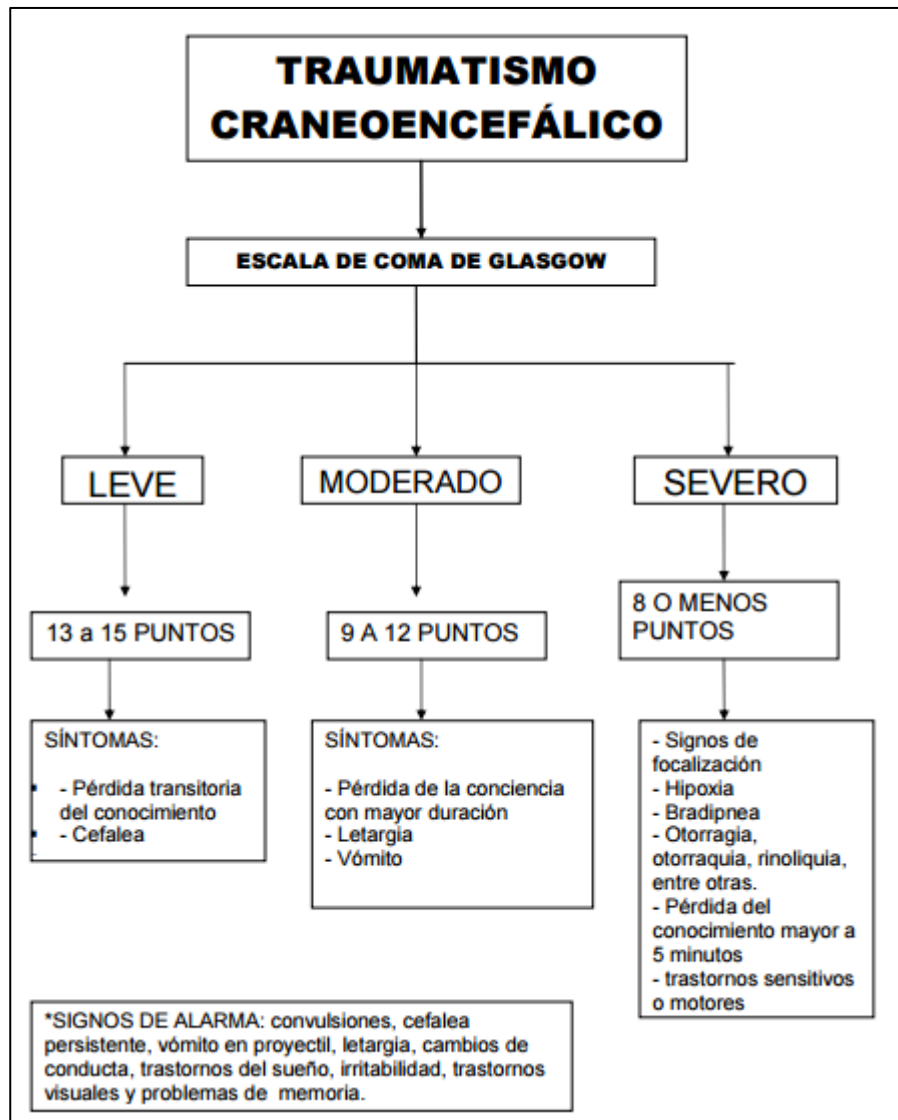 TRAUMATISMO
CRANEOENCEFÁLICO
ESCALA DE COMA DE GLASGOW
LEVE
MODERADO
SEVERO
13 a 15 PUNTOS
9 A 12 PUNTOS
8 O MENOS
PUNTOS
SÍNTOMAS:
- Pérdida transitoria
del conocimiento
- Cefalea
SÍNTOMAS:
- Pérdida de la conciencia
con mayor duración
- Letargia
- Vómito
- Signos de
focalización
- Hipoxia
- Bradipnea
- Otorragia,
otorraquia, rinoliquia,
entre otras.
- Pérdida del
conocimiento mayor a
5 minutos
- trastornos sensitivos
o motores
*SIGNOS DE ALARMA: convulsiones, cefalea
persistente, vómito en proyectil, letargia, cambios de
conducta, trastornos del sueño, irritabilidad, trastornos
visuales y problemas de memoria.